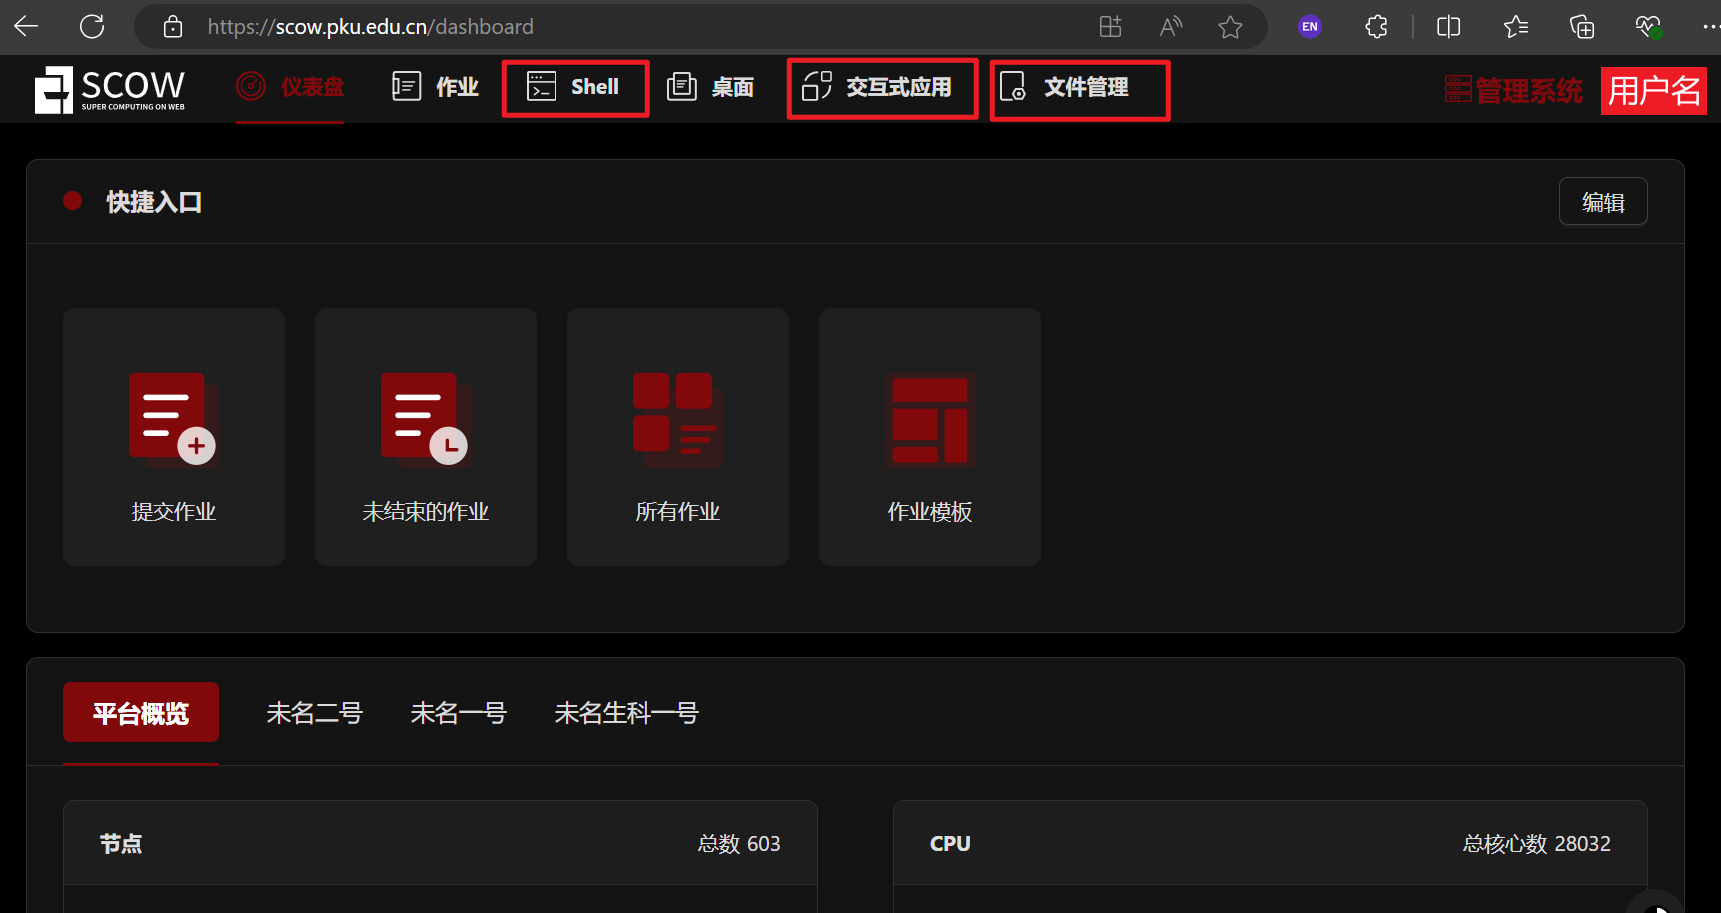 https://scow.pku.edu.cn/dashboard
EN
SCOW
SUPER COMPUTING ON WEB
仪表盘
作业
Shell
桌面
交互式应用
文件管理
管理系统
用户名
快捷入口
编辑
提交作业
未结束的作业
所有作业
作业模板
平台概览
未名二号
未名一号
未名生科一号
节点
总数 603
CPU
总核心数 28032